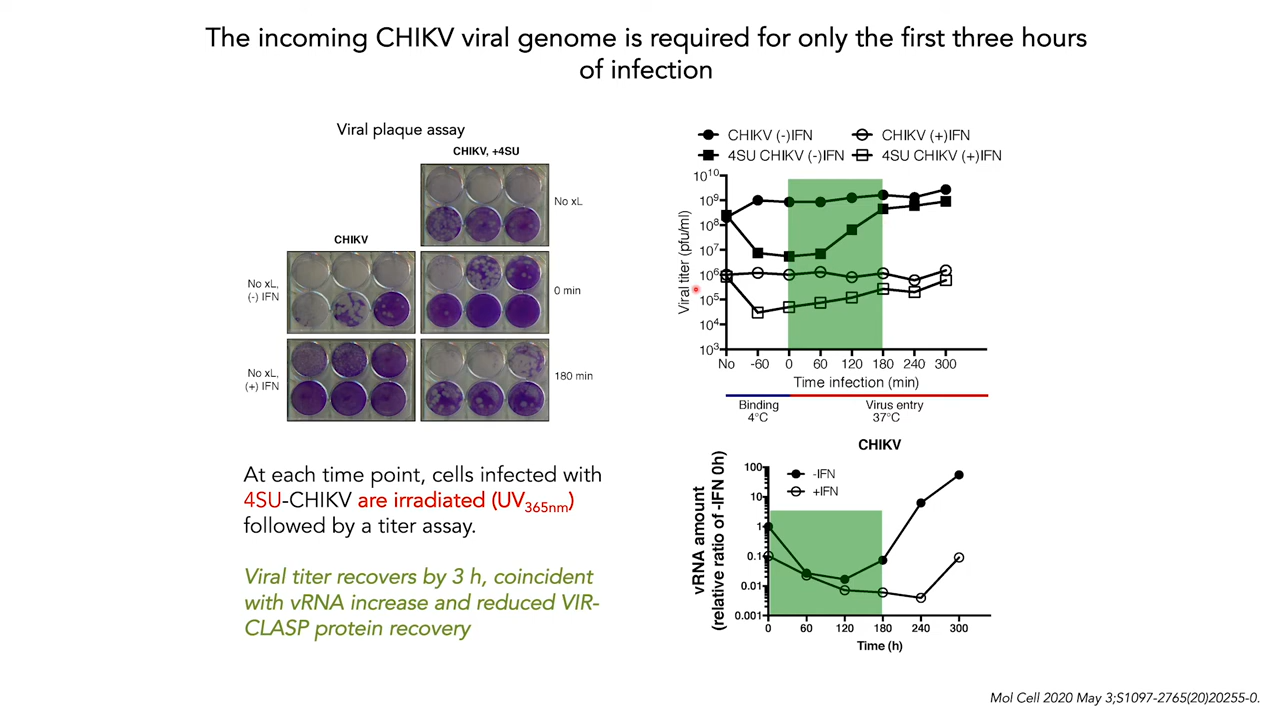 The incoming CHIKV viral genome is required for only the first three hours
of infection
Viral plaque assay
CHIKV, +4SU
No xL
CHIKV
No xL,
(-) IFN
0 min
No xL,
(+) IFN
180 min
At each time point, cells infected with
4SU-CHIKV are irradiated (UV365nm)
followed by a titer assay.
Viral titer recovers by 3 h, coincident
with vRNA increase and reduced VIR-
CLASP protein recovery
CHIKV (-)IFN
CHIKV (+)IFN
4SU CHIKV (-)IFN
4SU CHIKV (+)IFN
Viral titer (pfu/ml)
10^10
10^9
10^8
10^7
10^6
10^5
10^4
10^3
No -60 0 60 120 180 240 300
Time infection (min)
Binding
4°C
Virus entry
37°C
CHIKV
-IFN
+IFN
vRNA amount
(relative ratio of -IFN 0h)
100
10
1
0.1
0.01
0.001
0 60 120 180 240 300
Time (h)
Mol Cell 2020 May 3;S1097-2765(20)20255-0.